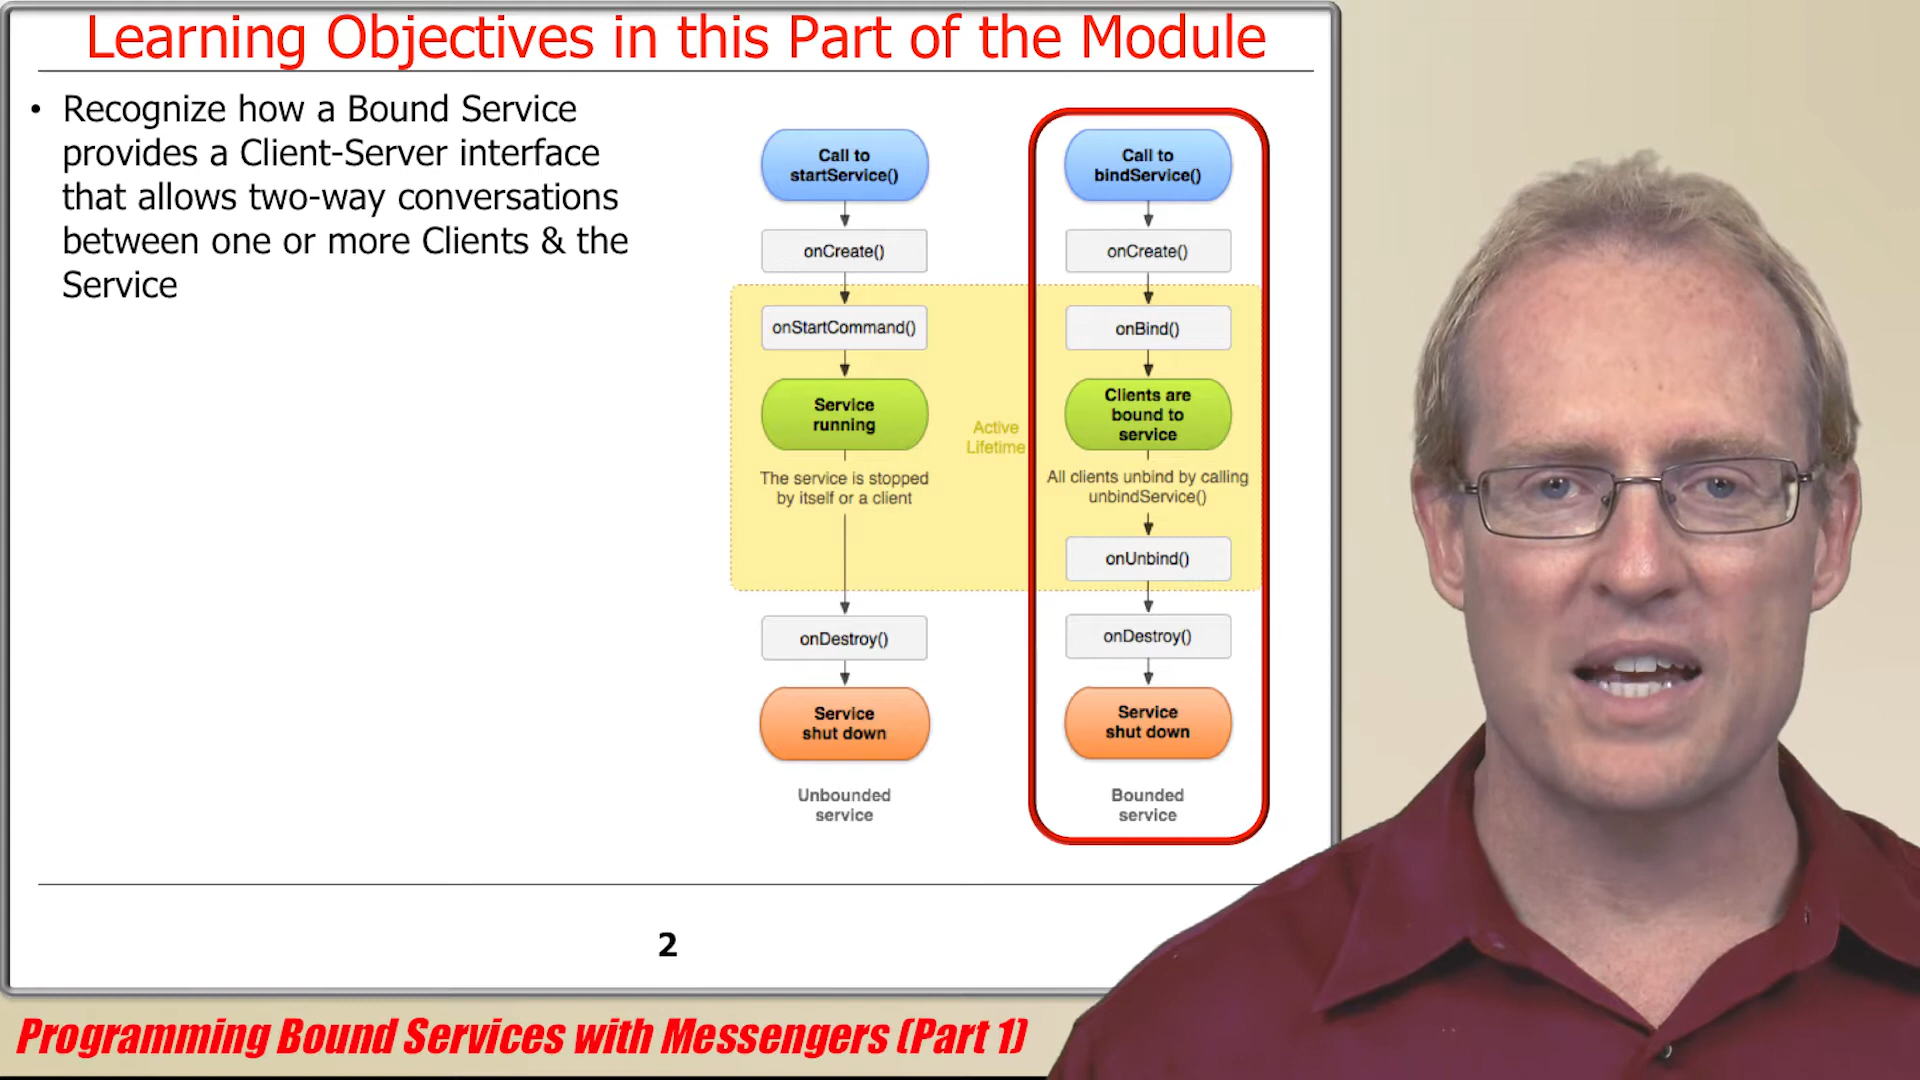 Learning Objectives in this Part of the Module
• Recognize how a Bound Service
provides a Client-Server interface
that allows two-way conversations
between one or more Clients & the
Service
Call to
startService()
onCreate()
onStartCommand()
Service
running
The service is stopped
by itself or a client
onDestroy()
Service
shut down
Unbounded
service
Active
Lifetime
Call to
bindService()
onCreate()
onBind()
Clients are
bound to
service
All clients unbind by calling
unbindService()
onUnbind()
onDestroy()
Service
shut down
Bounded
service
2
Programming Bound Services with Messengers (Part 1)